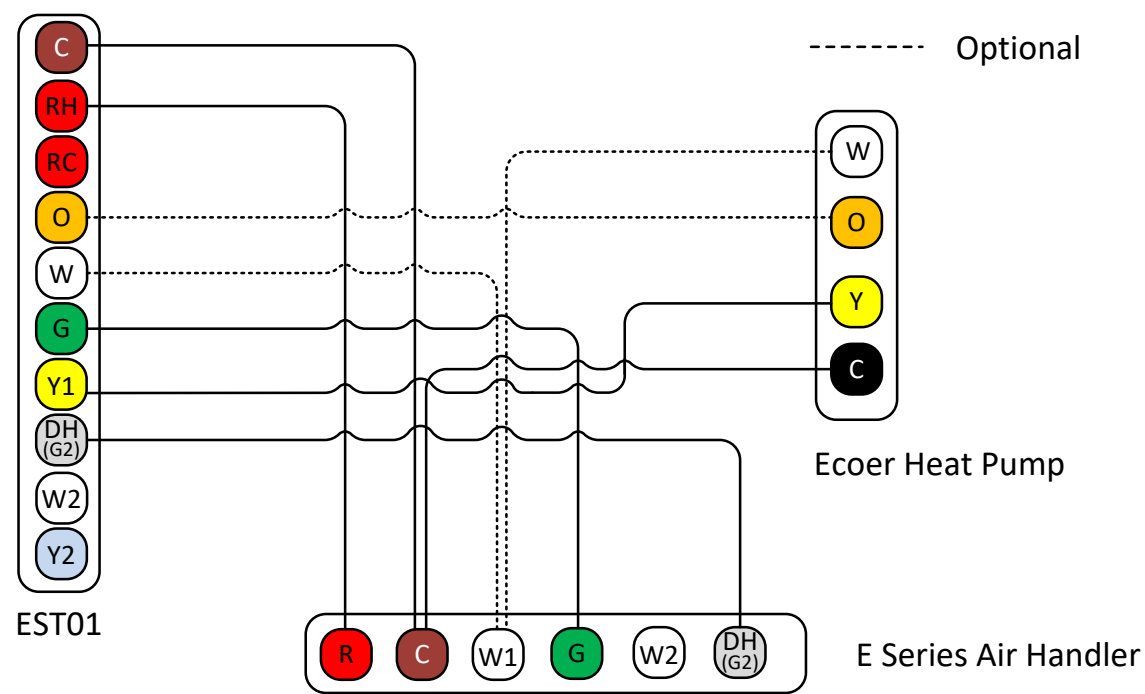 C
RH
RC
O
W
G
Y1
DH
(G2)
W2
Y2
EST01
Optional
W
O
Y
C
Ecoer Heat Pump
R
C
W1
G
W2
DH
(G2)
E Series Air Handler